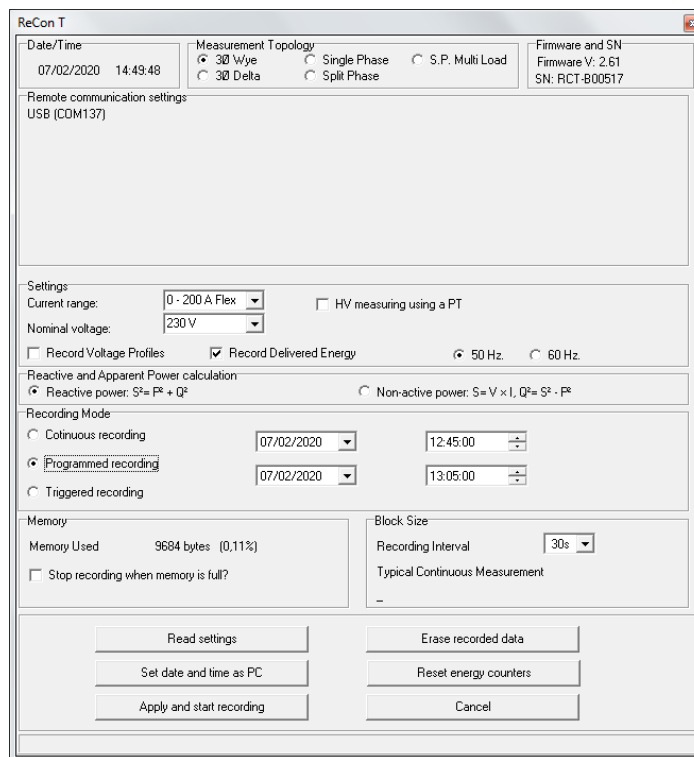 ReCon T
Date/Time
07/02/2020 14:49:48
Measurement Topology
3Ø Wye Single Phase S.P. Multi Load
3Ø Delta Split Phase
Firmware and SN
Firmware V: 2.61
SN: RCT-B00517
Remote communication settings
USB (COM137)
Settings
Current range: 0 - 200 A Flex HV measuring using a PT
Nominal voltage: 230 V
Record Voltage Profiles Record Delivered Energy 50 Hz. 60 Hz.
Reactive and Apparent Power calculation
Reactive power: S²= P² + Q² Non-active power: S= V × I, Q²= S² - P²
Recording Mode
Cotinuous recording 07/02/2020 12:45:00
Programmed recording 07/02/2020 13:05:00
Triggered recording
Memory
Memory Used 9684 bytes (0,11%)
Stop recording when memory is full?
Block Size
Recording Interval 30s
Typical Continuous Measurement
_
Read settings Erase recorded data
Set date and time as PC Reset energy counters
Apply and start recording Cancel